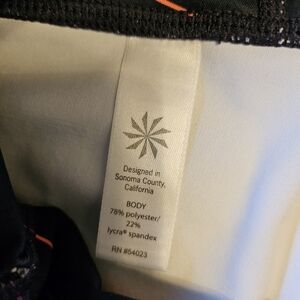 Designed in
Sonoma County,
California
BODY
78% polyester/
22%
lycra® spandex
RN #54023